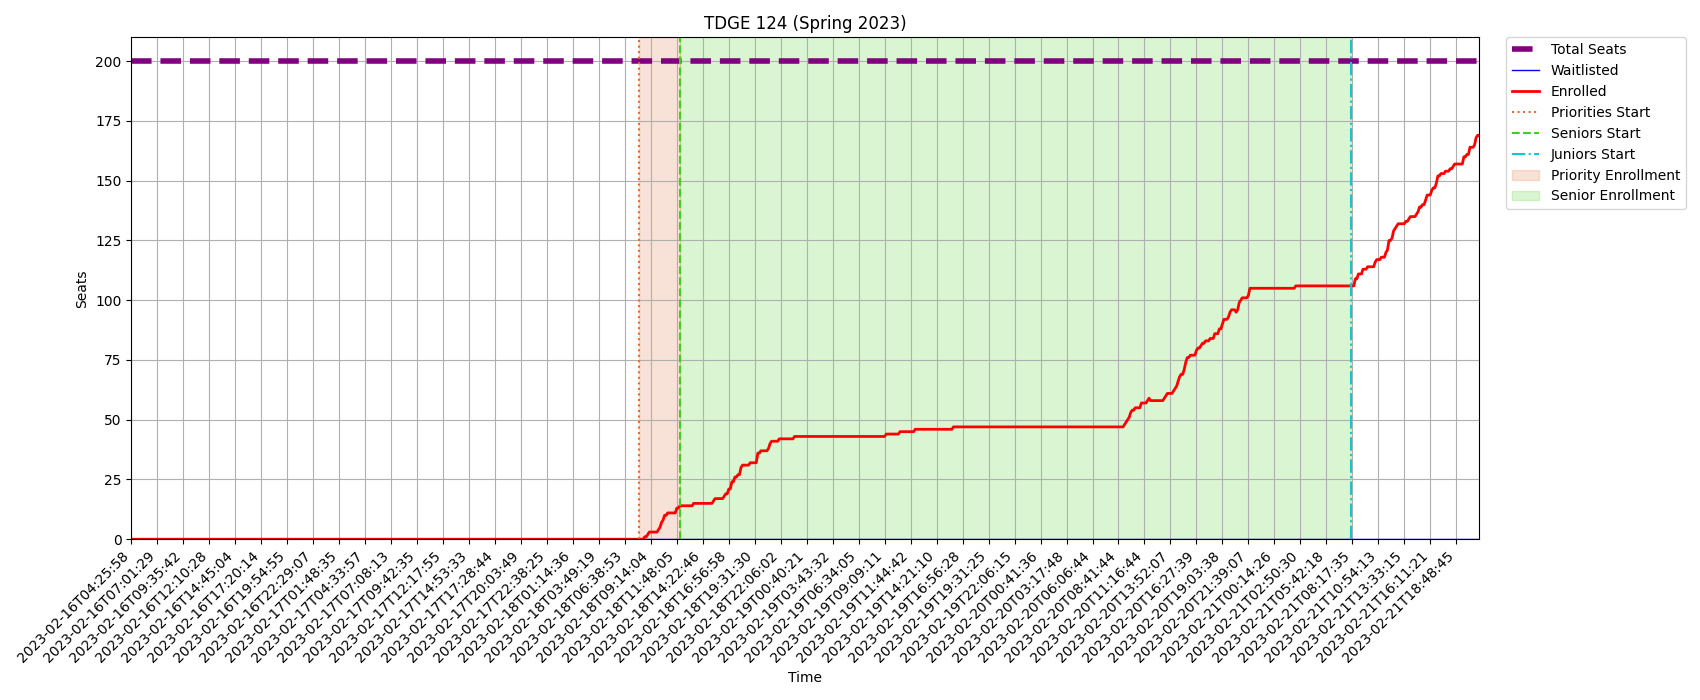 TDGE 124 (Spring 2023)
Total Seats
Waitlisted
Enrolled
Priorities Start
Seniors Start
Juniors Start
Priority Enrollment
Senior Enrollment
Seats
200
175
150
125
100
75
50
25
0
2023-02-16T04:25:58
2023-02-16T07:01:29
2023-02-16T09:35:42
2023-02-16T12:10:28
2023-02-16T14:45:04
2023-02-16T17:20:14
2023-02-16T19:54:55
2023-02-16T22:29:07
2023-02-17T01:48:35
2023-02-17T04:33:57
2023-02-17T07:08:13
2023-02-17T09:42:35
2023-02-17T12:17:55
2023-02-17T14:53:33
2023-02-17T17:28:44
2023-02-17T20:03:49
2023-02-17T22:38:25
2023-02-18T01:14:36
2023-02-18T03:49:19
2023-02-18T06:38:53
2023-02-18T09:14:04
2023-02-18T11:48:05
2023-02-18T14:22:46
2023-02-18T16:56:58
2023-02-18T19:31:30
2023-02-18T22:06:02
2023-02-19T00:40:21
2023-02-19T03:43:32
2023-02-19T06:34:05
2023-02-19T09:09:11
2023-02-19T11:44:42
2023-02-19T14:21:10
2023-02-19T16:56:28
2023-02-19T19:31:25
2023-02-19T22:06:15
2023-02-20T00:41:36
2023-02-20T03:17:48
2023-02-20T06:06:44
2023-02-20T08:41:44
2023-02-20T11:16:44
2023-02-20T13:52:07
2023-02-20T16:27:39
2023-02-20T19:03:38
2023-02-20T21:39:07
2023-02-21T00:14:26
2023-02-21T02:50:30
2023-02-21T05:42:18
2023-02-21T08:17:35
2023-02-21T10:54:13
2023-02-21T13:33:15
2023-02-21T16:11:21
2023-02-21T18:48:45
Time